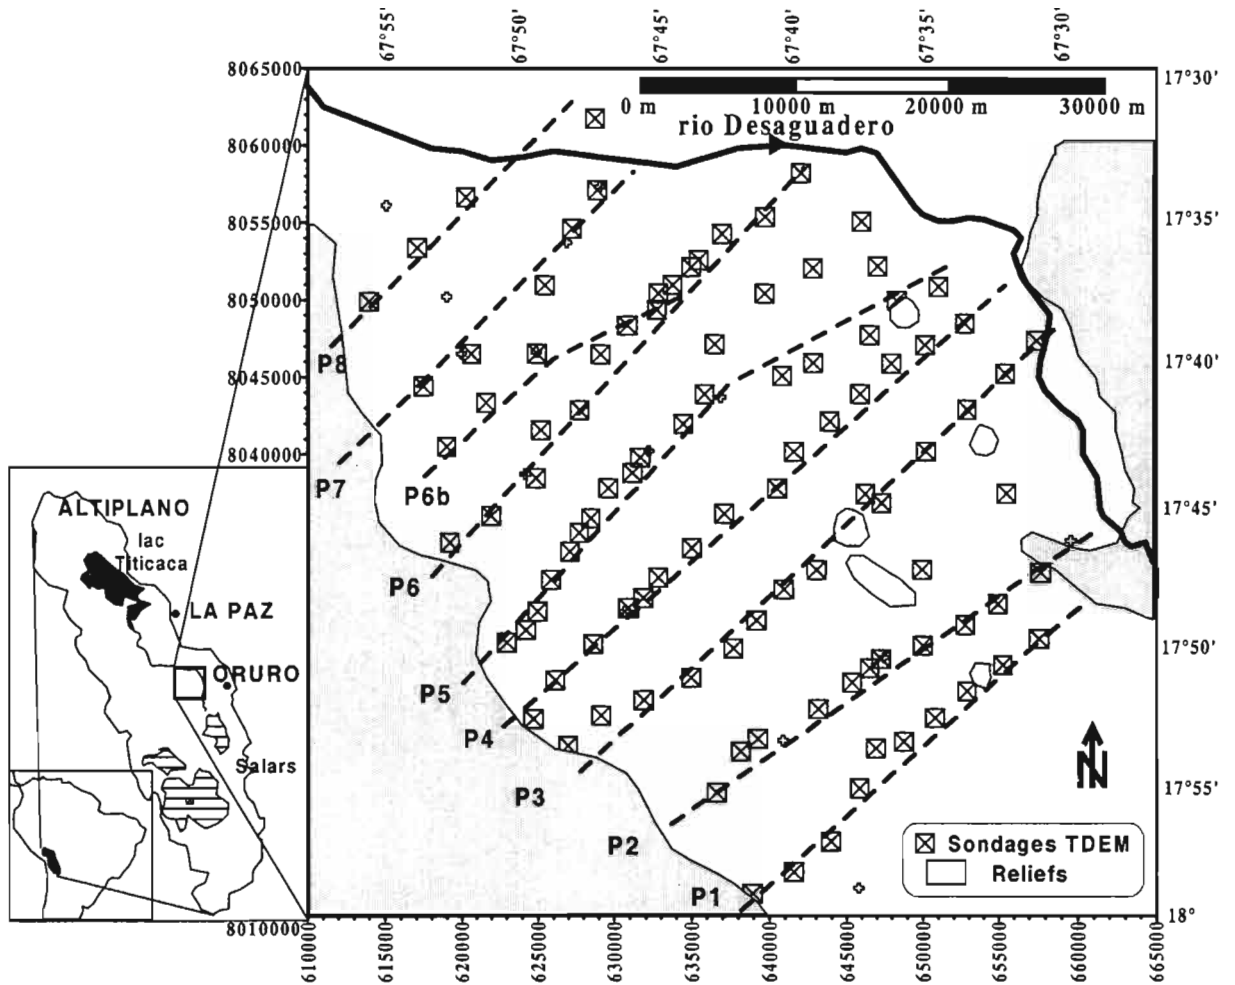 67°55'
67°50'
67°45'
67°40'
67°35'
67°30'
8065000
17°30'
0 m
10000 m
20000 m
30000 m
rio Desaguadero
8060000
8055000
17°35'
8050000
P8
17°40'
8045000
8040000
P7
P6b
17°45'
ALTIPLANO
lac
Titicaca
P6
LA PAZ
17°50'
ORURO
P5
P4
N
Salars
17°55'
P3
P2
Sondages TDEM
Reliefs
P1
8010000
18°
610000
615000
620000
625000
630000
635000
640000
645000
650000
655000
660000
665000